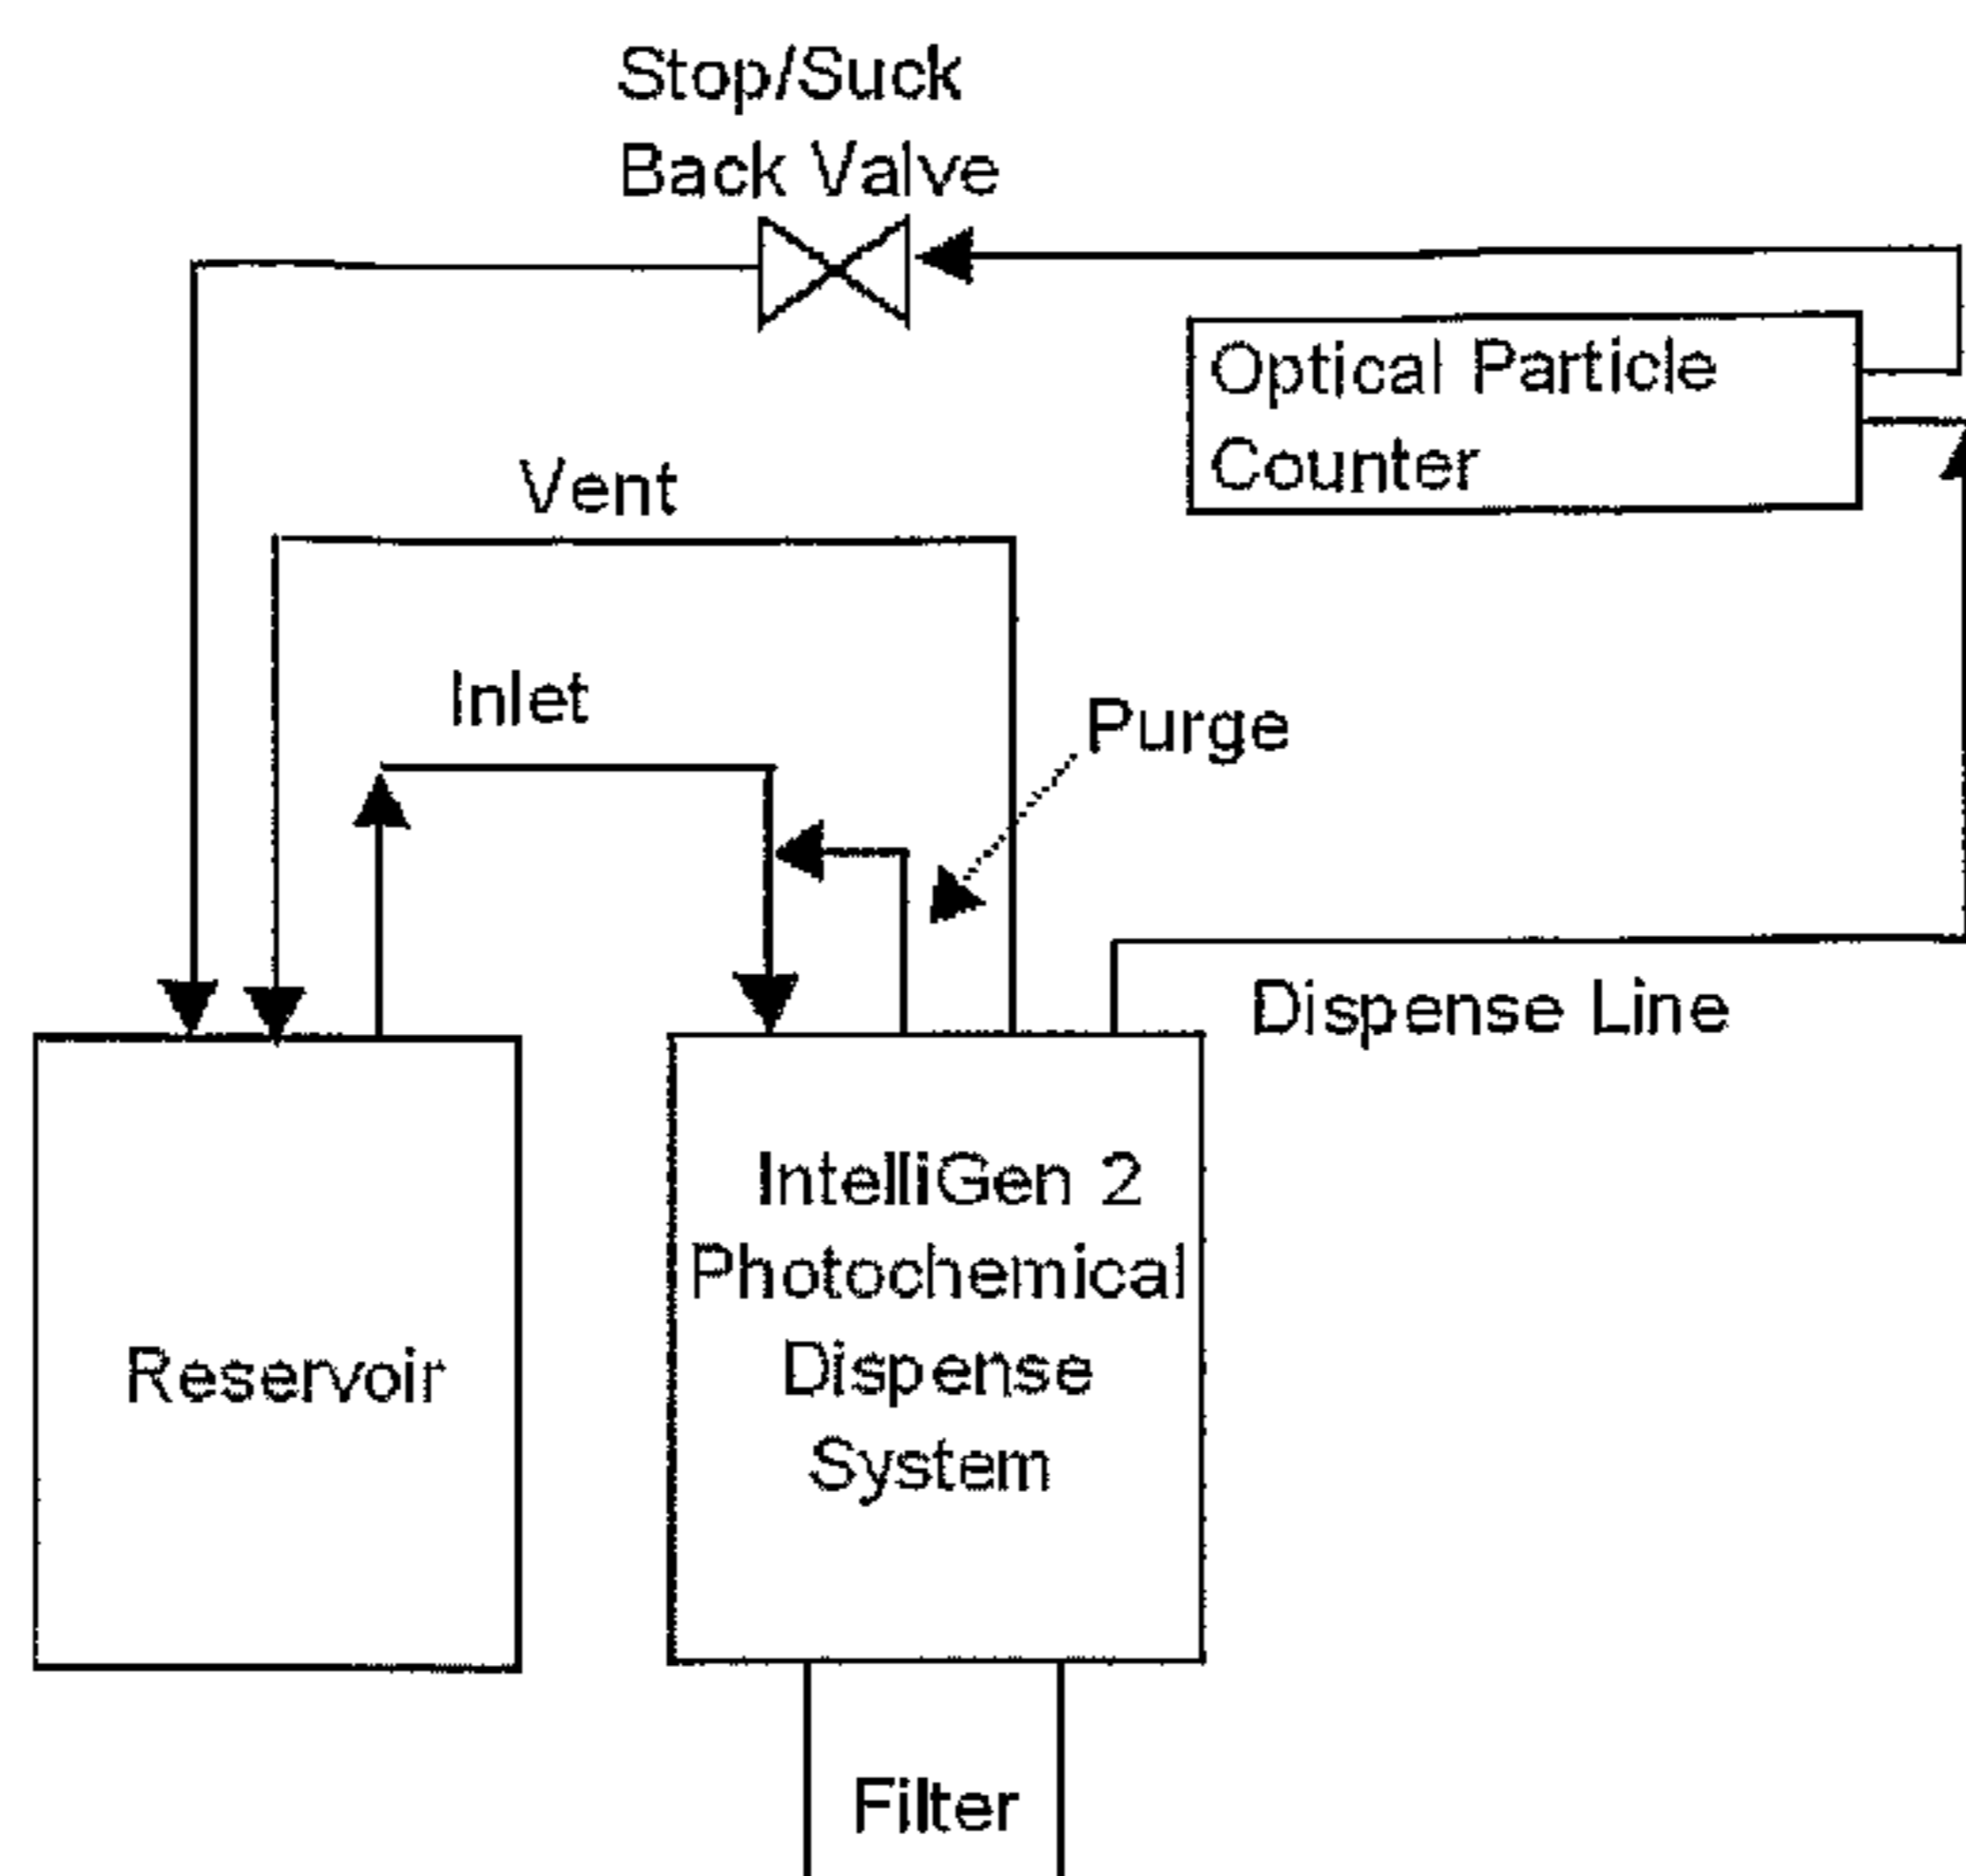 Stop/Suck
Back Valve
Optical Particle
Counter
Vent
Inlet
Purge
Dispense Line
IntelliGen 2
Photochemical
Dispense
System
Reservoir
Filter